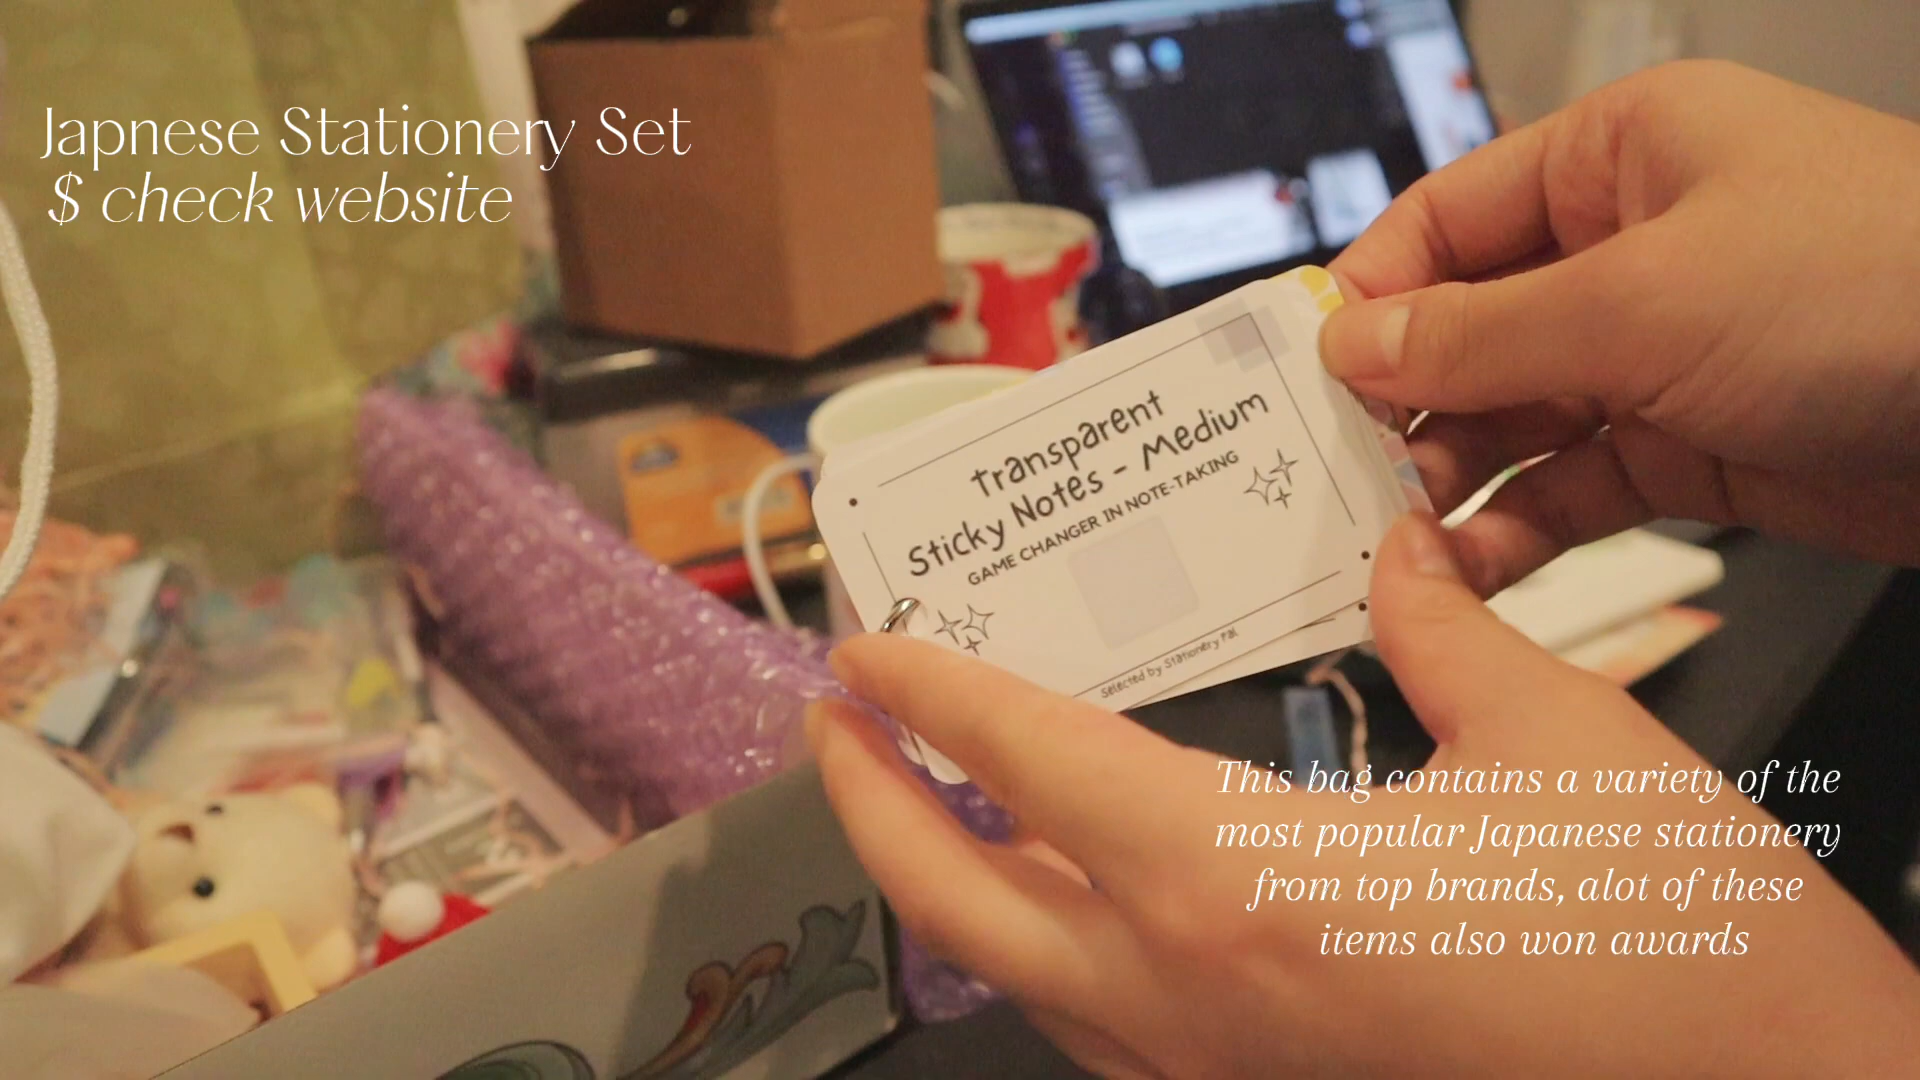 Japnese Stationery Set
$ check website
Transparent
Sticky Notes - Medium
GAME CHANGER IN NOTE-TAKING
Selected by Stationery Pal
This bag contains a variety of the
most popular Japanese stationery
from top brands, alot of these
items also won awards